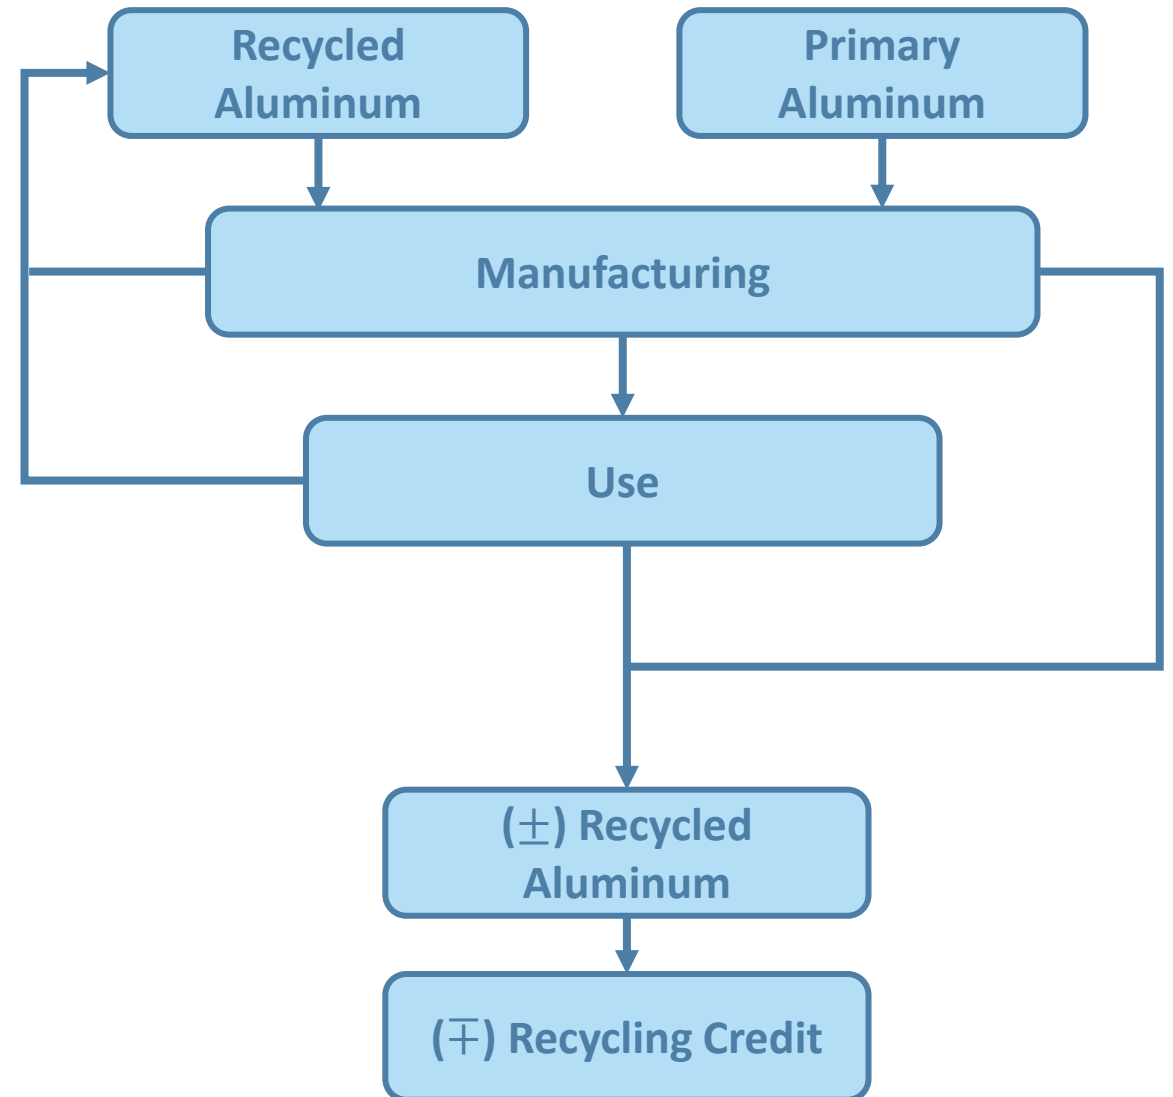 Recycled
Aluminum
Primary
Aluminum
Manufacturing
Use
(±) Recycled
Aluminum
(∓) Recycling Credit